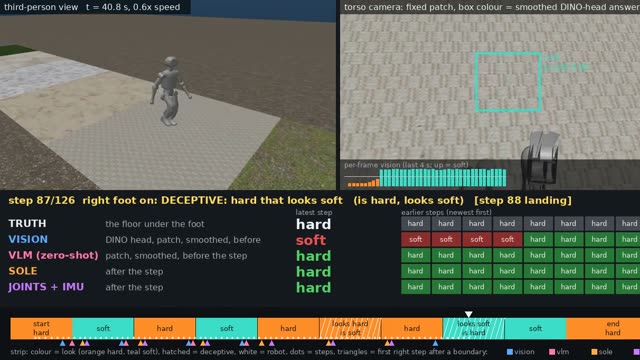 third-person view t = 40.8 s, 0.6x speed
torso camera: fixed patch, box colour = smoothed DINO-head answer
per-frame vision (last 4 s; up = soft)
step 87/126 right foot on: DECEPTIVE: hard that looks soft (is hard, looks soft) [step 88 landing]
latest step
earlier steps (newest first)
TRUTH the floor under the foot hard hard hard hard hard hard hard hard hard
VISION DINO head, patch, smoothed, before soft soft soft soft soft hard hard hard hard
VLM (zero-shot) patch, smoothed, before the step hard hard hard hard hard hard hard hard hard
SOLE after the step hard hard hard hard hard hard hard hard hard
JOINTS + IMU after the step hard hard hard hard hard hard hard hard hard
start hard soft hard soft hard looks hard is soft hard looks soft is hard soft end hard
strip: colour = look (orange hard, teal soft), hatched = deceptive, white = robot, dots = steps, triangles = first right step after a boundary: vision vlm sole